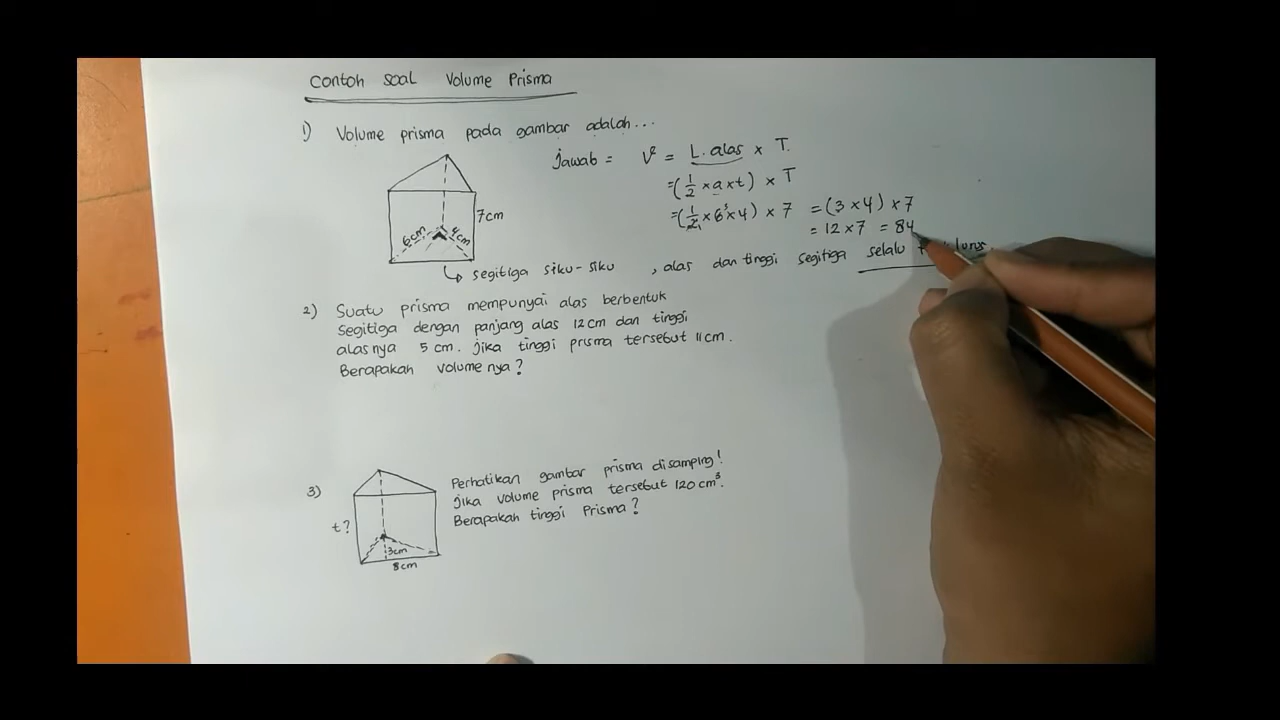 Contoh Soal Volume Prisma
1) Volume prisma pada gambar adalah...
Jawab = V = L. alas x T.
= (1/2 x a x t) x T
= (1/2 x 6 x 4) x 7 = (3 x 4) x 7
3
1
= 12 x 7 = 84
7cm
6cm
4cm
segitiga siku-siku , alas dan tinggi segitiga selalu
2) Suatu prisma mempunyai alas berbentuk
Segitiga dengan panjang alas 12 cm dan tinggi
alasnya 5 cm. jika tinggi prisma tersebut 11 cm.
Berapakah volume nya?
3) Perhatikan gambar prisma disamping!
jika volume prisma tersebut 120 cm³.
Berapakah tinggi Prisma?
t?
3cm
8cm